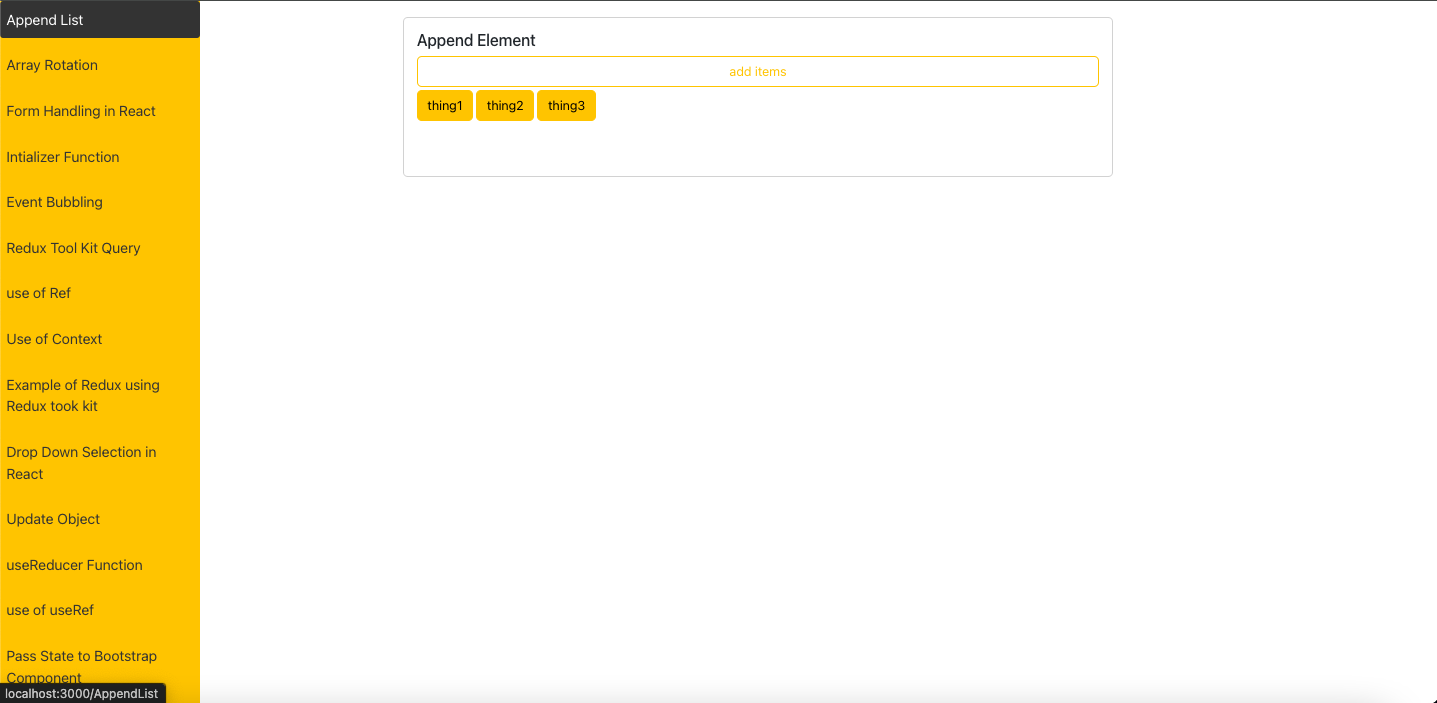 Append List
Array Rotation
Form Handling in React
Intializer Function
Event Bubbling
Redux Tool Kit Query
use of Ref
Use of Context
Example of Redux using
Redux took kit
Drop Down Selection in
React
Update Object
useReducer Function
use of useRef
Pass State to Bootstrap
Component
localhost:3000/AppendList
Append Element
add items
thing1 thing2 thing3